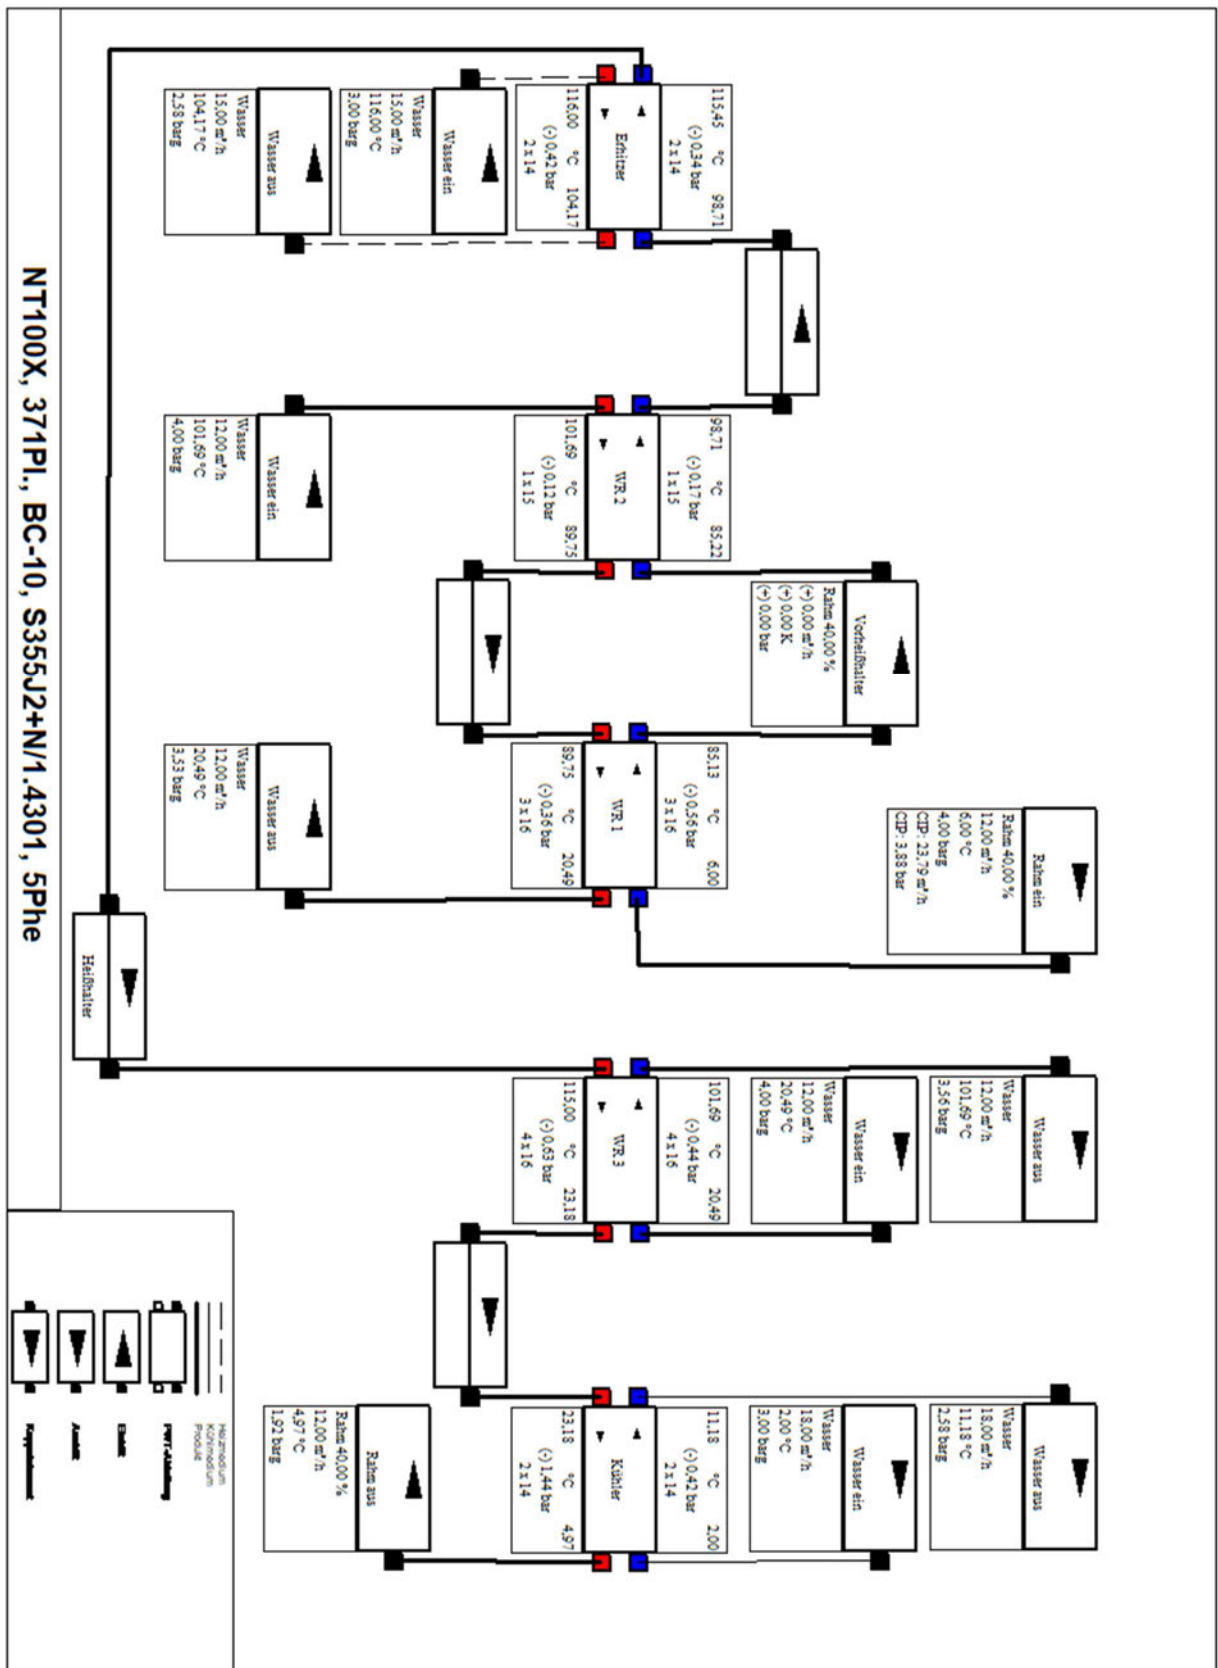 115,45 °C 98,71
(-) 0,34 bar
2 x 14
Erhitzer
116,00 °C 104,17
(-) 0,42 bar
2 x 14
Wasser ein
Wasser
15,00 m³/h
116,00 °C
3,00 barg
Wasser aus
Wasser
15,00 m³/h
104,17 °C
2,58 barg
98,71 °C 85,22
(-) 0,17 bar
1 x 15
WR 2
101,69 °C 89,75
(-) 0,12 bar
1 x 15
Wasser ein
Wasser
12,00 m³/h
101,69 °C
4,00 barg
Vorheißhalter
Rahm 40,00 %
(+) 0,00 m³/h
(+) 0,00 K
(+) 0,00 bar
85,13 °C 6,00
(-) 0,56 bar
3 x 16
WR 1
89,75 °C 20,49
(-) 0,36 bar
3 x 16
Wasser aus
Wasser
12,00 m³/h
20,49 °C
3,53 barg
Rahm ein
Rahm 40,00 %
12,00 m³/h
6,00 °C
4,00 barg
CIP: 23,79 m³/h
CIP: 3,88 bar
Heißhalter
Wasser aus
Wasser
12,00 m³/h
101,69 °C
3,56 barg
Wasser ein
Wasser
12,00 m³/h
20,49 °C
4,00 barg
101,69 °C 20,49
(-) 0,44 bar
4 x 16
WR 3
115,00 °C 23,18
(-) 0,63 bar
4 x 16
Wasser aus
Wasser
18,00 m³/h
11,18 °C
2,58 barg
Wasser ein
Wasser
18,00 m³/h
2,00 °C
3,00 barg
11,18 °C 2,00
(-) 0,42 bar
2 x 14
Kühler
23,18 °C 4,97
(-) 1,44 bar
2 x 14
Rahm aus
Rahm 40,00 %
12,00 m³/h
4,97 °C
1,92 barg
Heizmedium
Kühlmedium
Produkt
PWT-Abteilung
Eintritt
Austritt
NT100X, 371Pl., BC-10, S355J2+N/1.4301, 5Phe